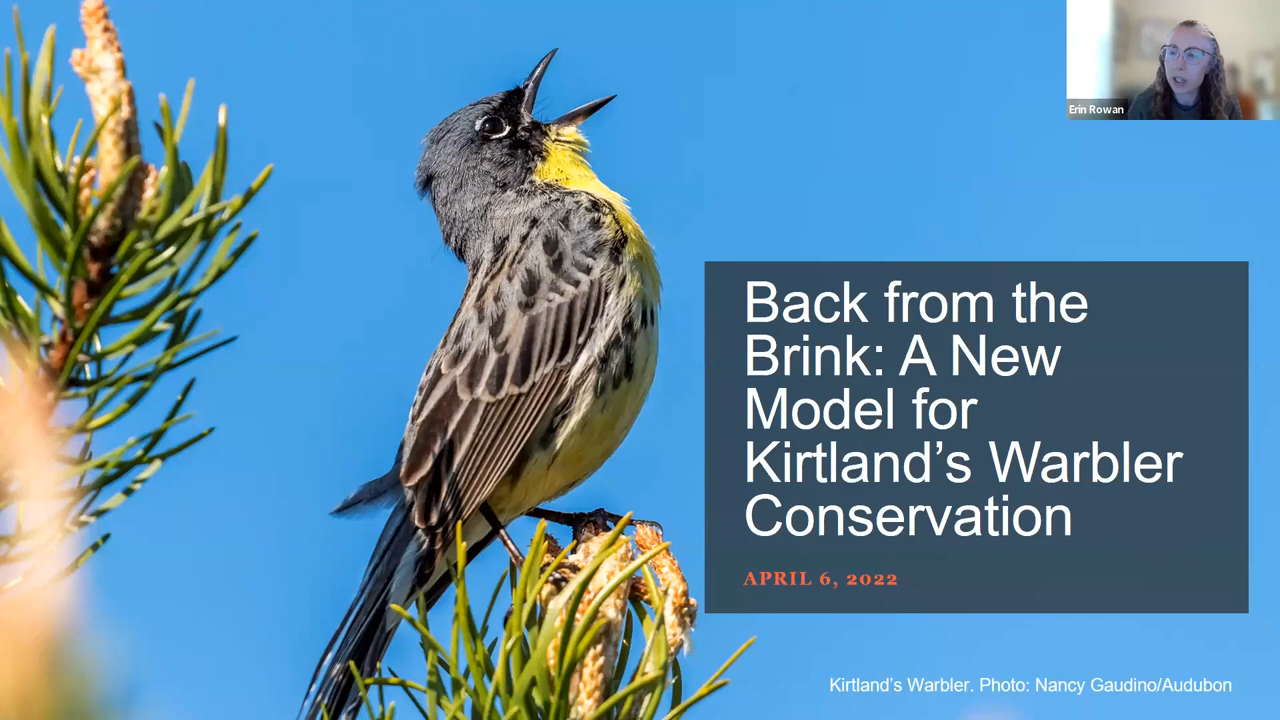 Erin Rowan
Back from the
Brink: A New
Model for
Kirtland’s Warbler
Conservation
APRIL 6, 2022
Kirtland’s Warbler. Photo: Nancy Gaudino/Audubon